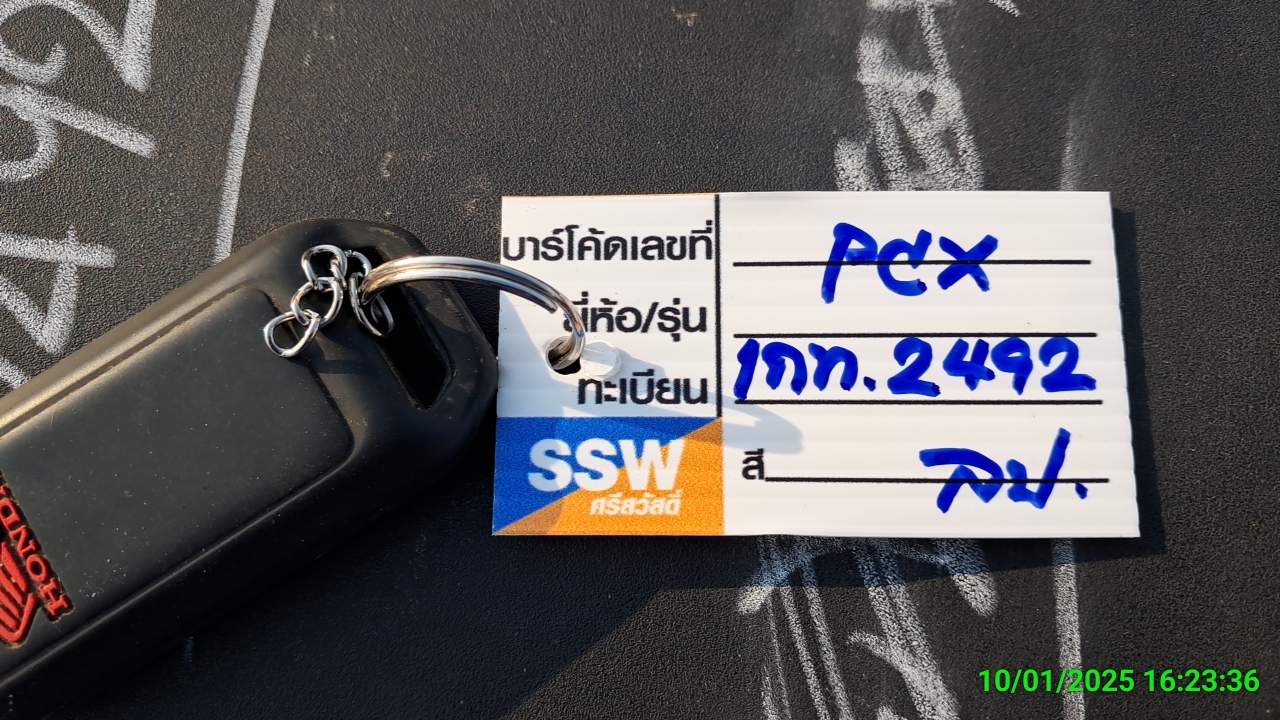 บาร์โค้ดเลขที่
PCX
ยี่ห้อ/รุ่น
ทะเบียน
1กท. 2492
SSW
ศรีสวัสดิ์
สี
ลป.
HONDA
2492
10/01/2025 16:23:36